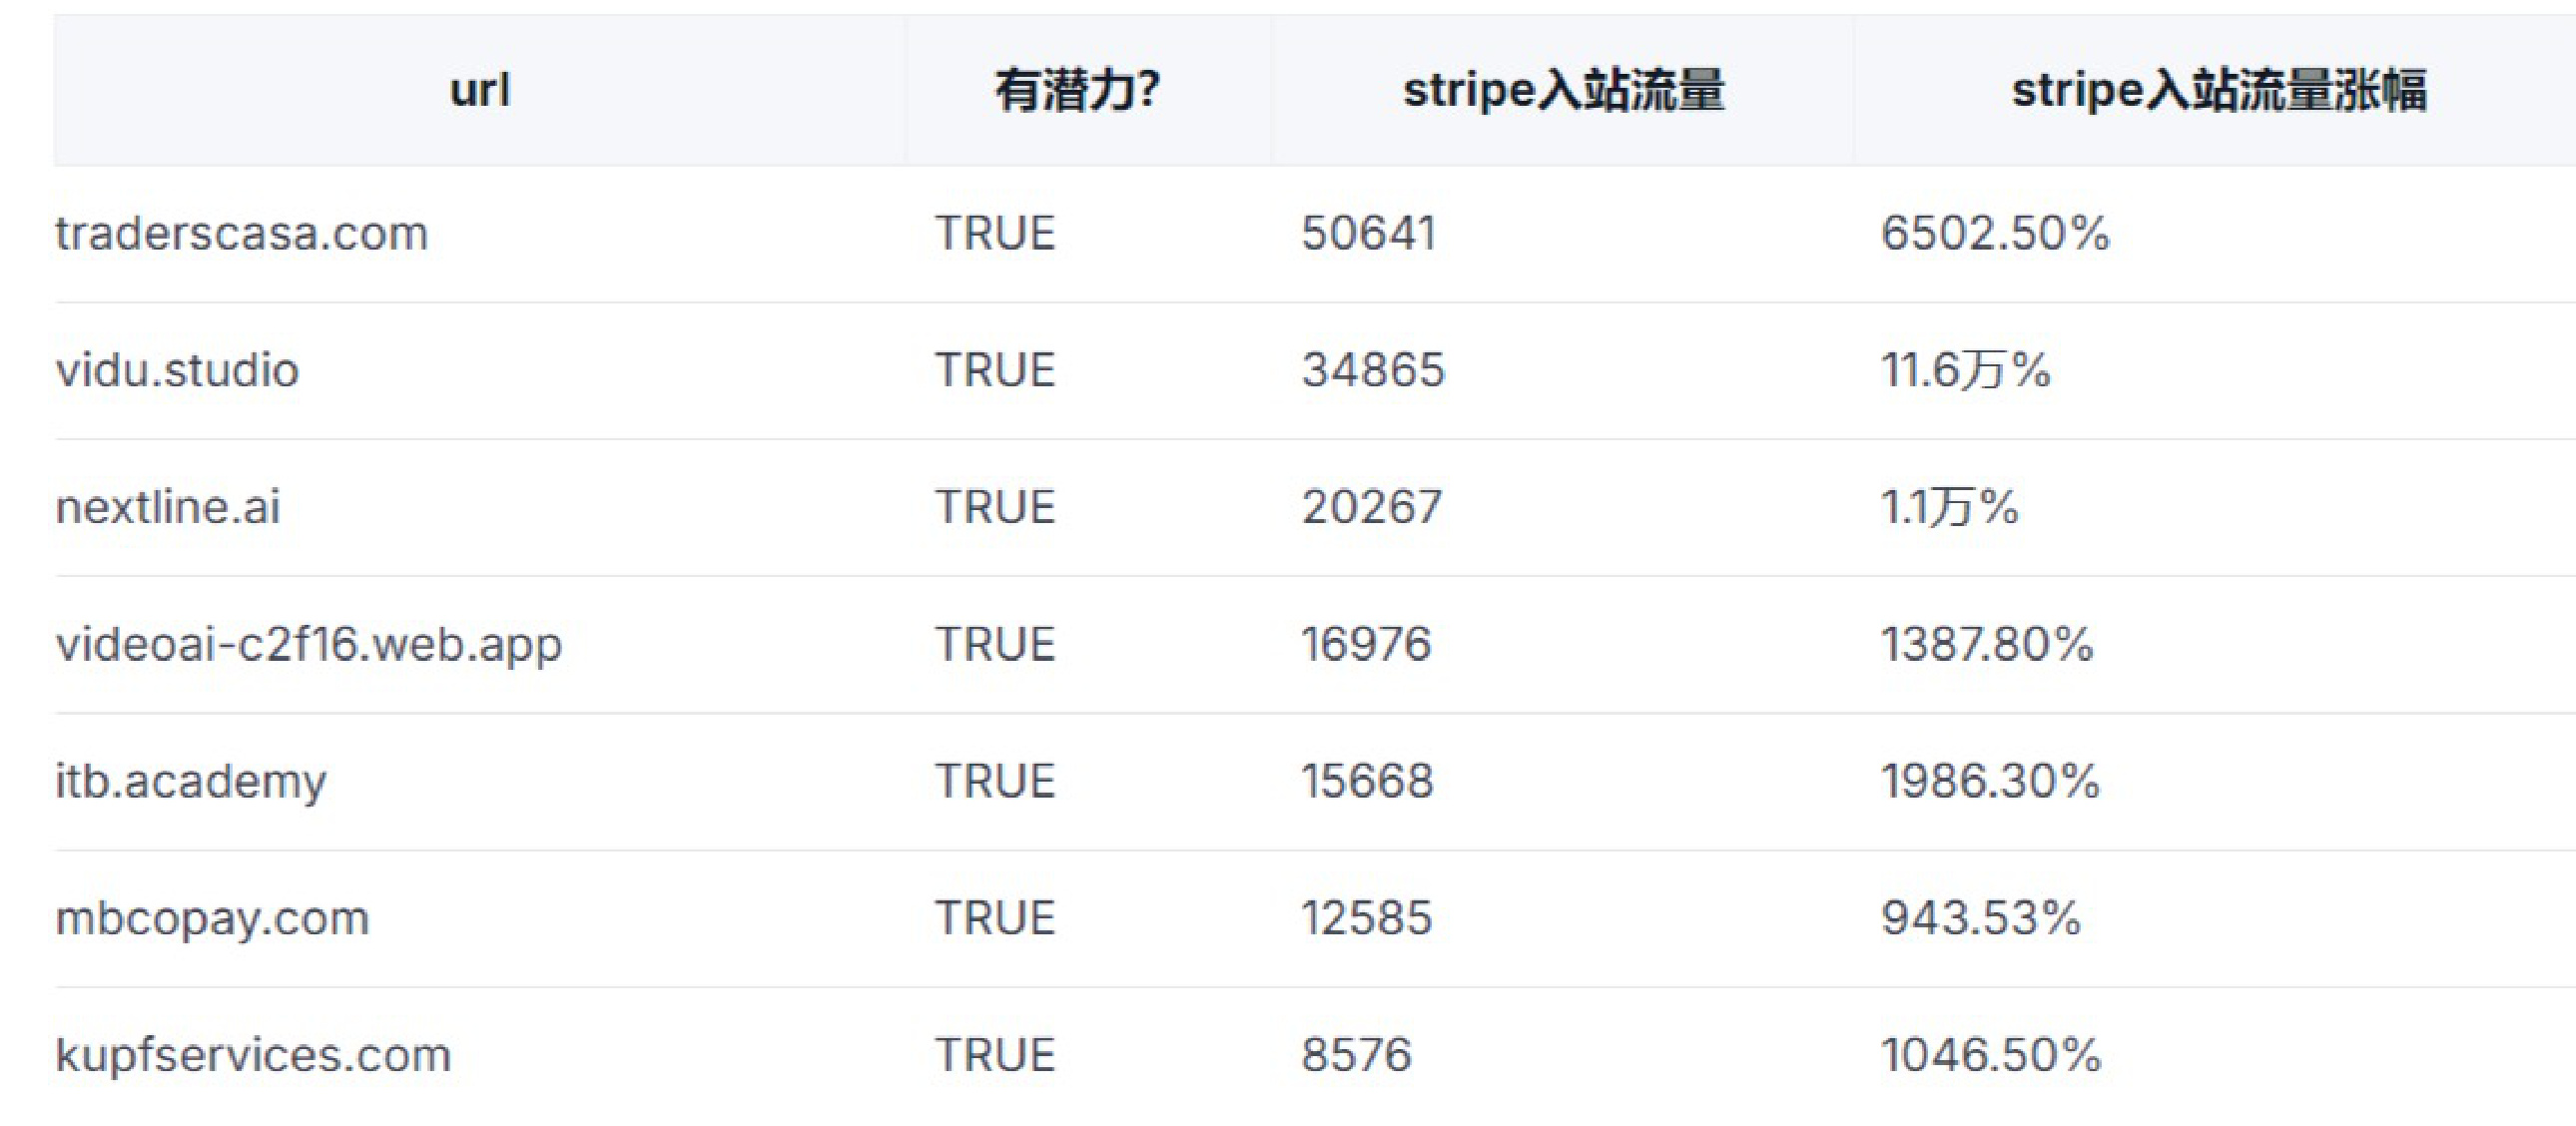 url 有潜力？ stripe入站流量 stripe入站流量涨幅
traderscasa.com TRUE 50641 6502.50%
vidu.studio TRUE 34865 11.6万%
nextline.ai TRUE 20267 1.1万%
videoai-c2f16.web.app TRUE 16976 1387.80%
itb.academy TRUE 15668 1986.30%
mbcopay.com TRUE 12585 943.53%
kupfservices.com TRUE 8576 1046.50%